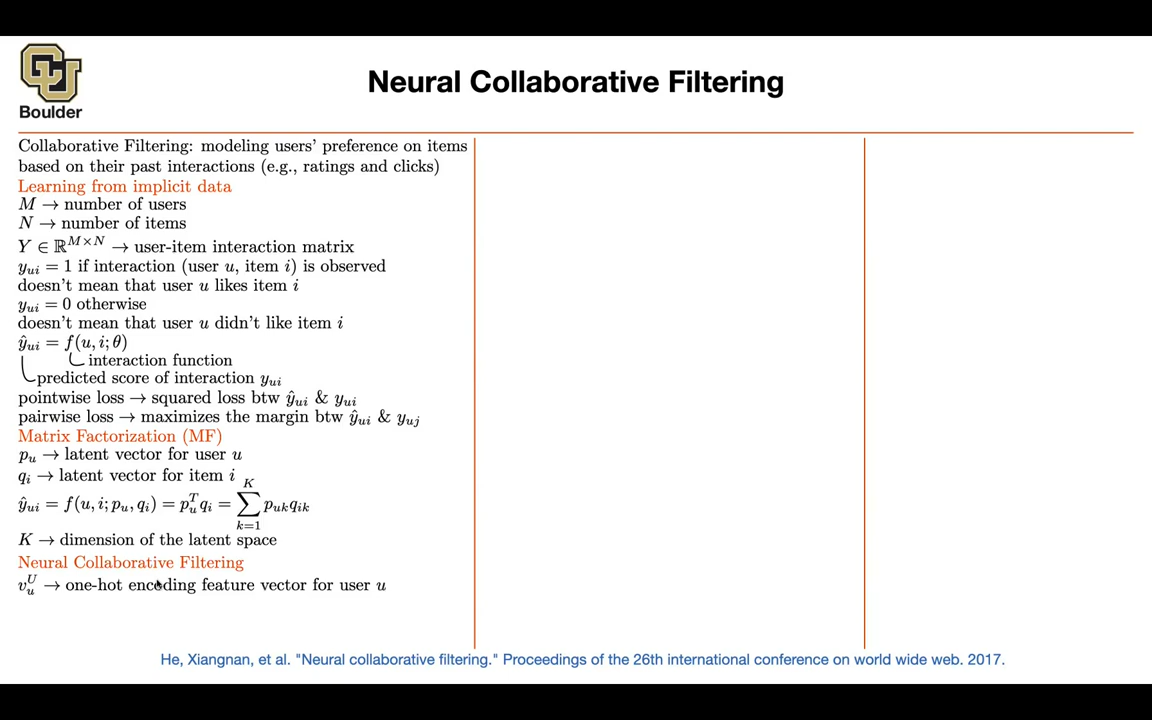 Boulder
Neural Collaborative Filtering
Collaborative Filtering: modeling users' preference on items
based on their past interactions (e.g., ratings and clicks)
Learning from implicit data
M → number of users
N → number of items
Y ∈ ℝ^{M×N} → user-item interaction matrix
y_{ui} = 1 if interaction (user u, item i) is observed
doesn't mean that user u likes item i
y_{ui} = 0 otherwise
doesn't mean that user u didn't like item i
ŷ_{ui} = f(u, i; θ)
interaction function
predicted score of interaction y_{ui}
pointwise loss → squared loss btw ŷ_{ui} & y_{ui}
pairwise loss → maximizes the margin btw ŷ_{ui} & y_{uj}
Matrix Factorization (MF)
p_u → latent vector for user u
q_i → latent vector for item i
ŷ_{ui} = f(u, i; p_u, q_i) = p_u^T q_i = ∑_{k=1}^{K} p_{uk} q_{ik}
K → dimension of the latent space
Neural Collaborative Filtering
v_u^U → one-hot encoding feature vector for user u
He, Xiangnan, et al. "Neural collaborative filtering." Proceedings of the 26th international conference on world wide web. 2017.